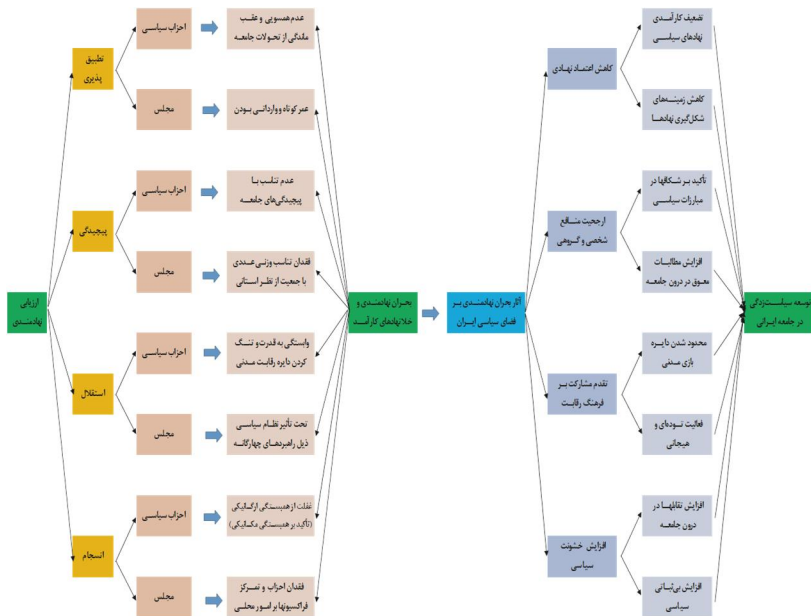 ارزیابی
نهادمندی
تطبیق
پذیری
پیچیدگی
استقلال
انسجام
احزاب سیاسی
عدم همسویی و عقب
ماندگی از تحولات جامعه
مجلس
عمر کوتاه و وارداتی بودن
احزاب سیاسی
عدم تناسب با
پیچیدگی‌های جامعه
مجلس
فقدان تناسب وزنی عددی
با جمعیت از نظر استانی
احزاب سیاسی
وابستگی به قدرت و تنگ
کردن دایره رقابت مدنی
مجلس
تحت تأثیر نظام سیاسی
ذیل راهبردهای چهارگانه
احزاب سیاسی
غفلت از همبستگی ارگانیکی
(تأکید بر همبستگی مکانیکی)
مجلس
فقدان احزاب و تمرکز
فراکسیونها بر امور محلی
بحران نهادمندی و
خلا نهادهای کارآمد
آثار بحران نهادمندی بر
فضای سیاسی ایران
کاهش اعتماد نهادی
تضعیف کارآمدی
نهادهای سیاسی
کاهش زمینه‌های
شکل‌گیری نهادها
ارجحیت منافع
شخصی و گروهی
تأکید بر شکافها در
مبارزات سیاسی
افزایش مطالبات
معوق در درون جامعه
تقدم مشارکت بر
فرهنگ رقابت
محدود شدن دایره
بازی مدنی
فعالیت توده‌ای و
هیجانی
افزایش خشونت
سیاسی
افزایش تقابلها در
درون جامعه
افزایش بی‌ثباتی
سیاسی
توسعه سیاست‌زدگی
در جامعه ایرانی